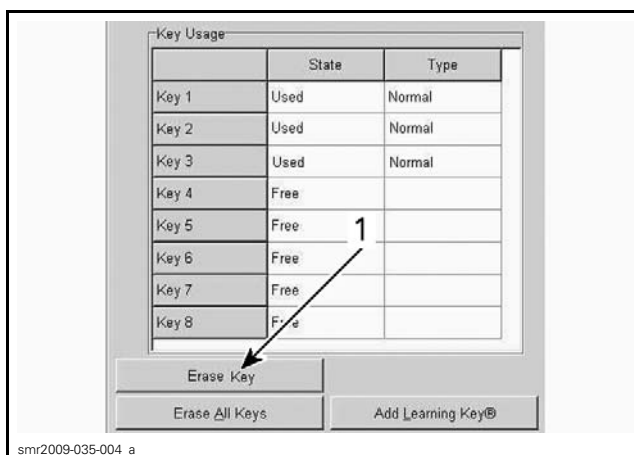 Key Usage
State Type
Key 1 Used Normal
Key 2 Used Normal
Key 3 Used Normal
Key 4 Free
Key 5 Free
Key 6 Free
Key 7 Free
Key 8 Free
1
Erase Key
Erase All Keys Add Learning Key®
smr2009-035-004_a